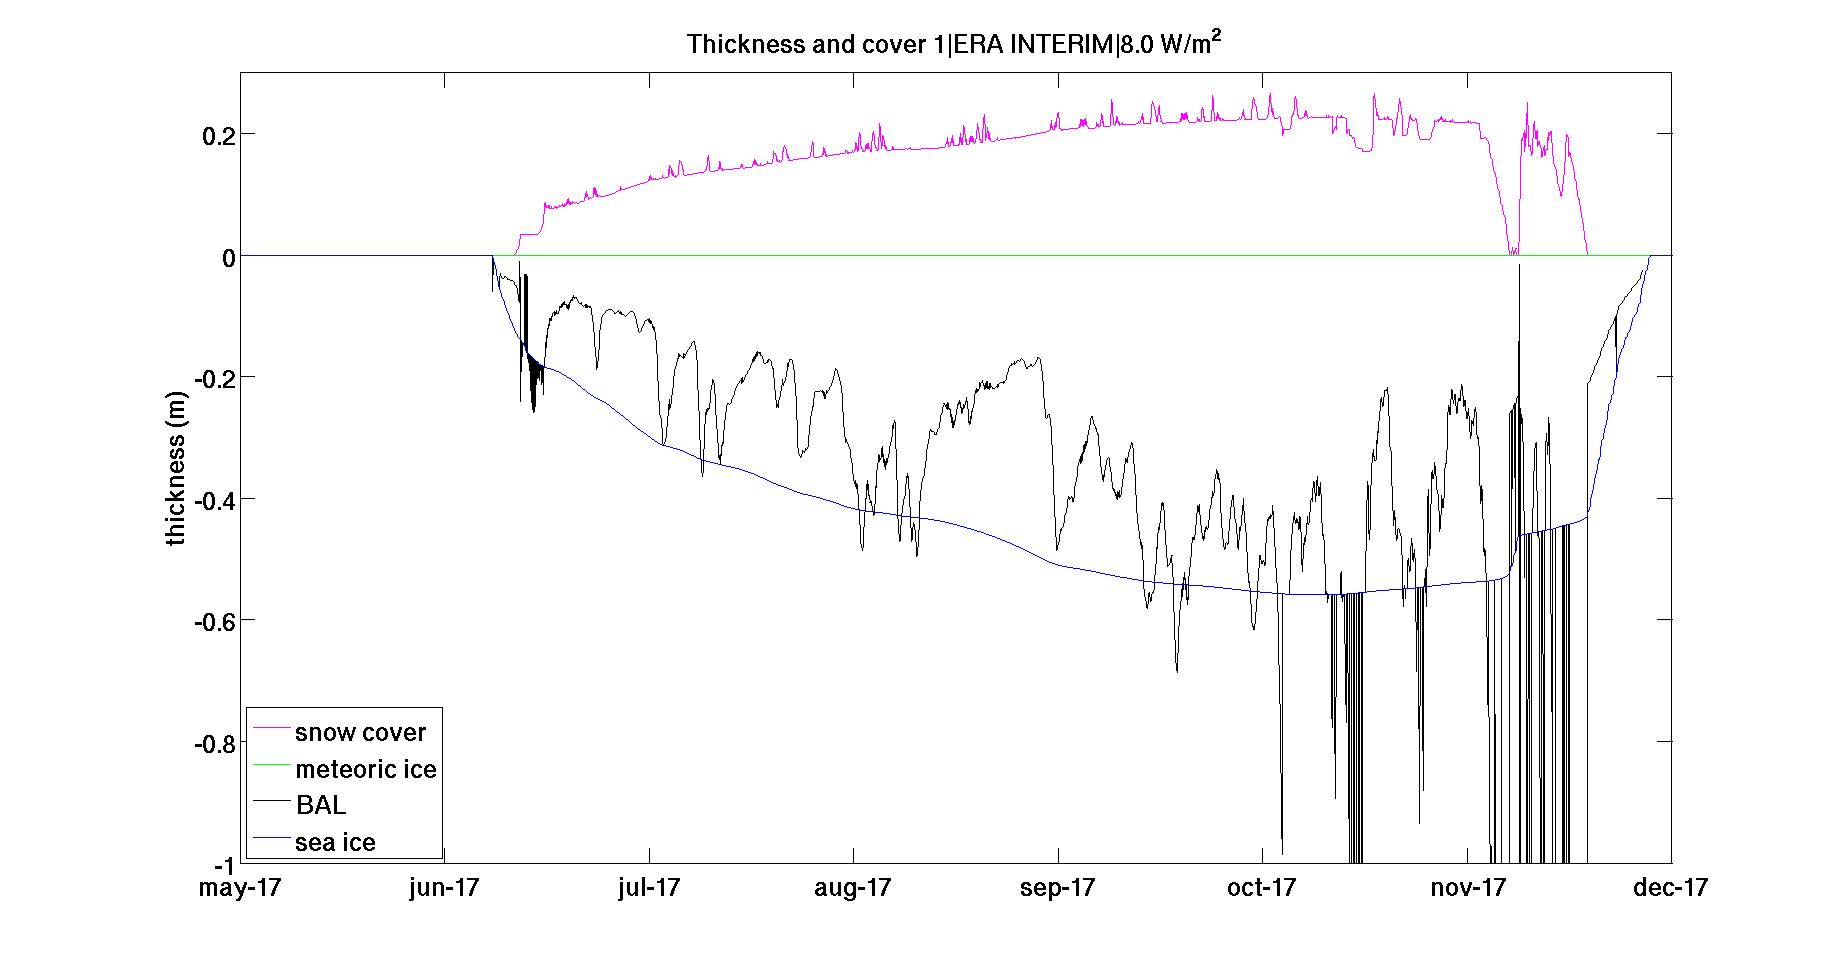 Thickness and cover 1|ERA INTERIM|8.0 W/m²
thickness (m)
0.2
0
-0.2
-0.4
-0.6
-0.8
-1
snow cover
meteoric ice
BAL
sea ice
may-17 jun-17 jul-17 aug-17 sep-17 oct-17 nov-17 dec-17